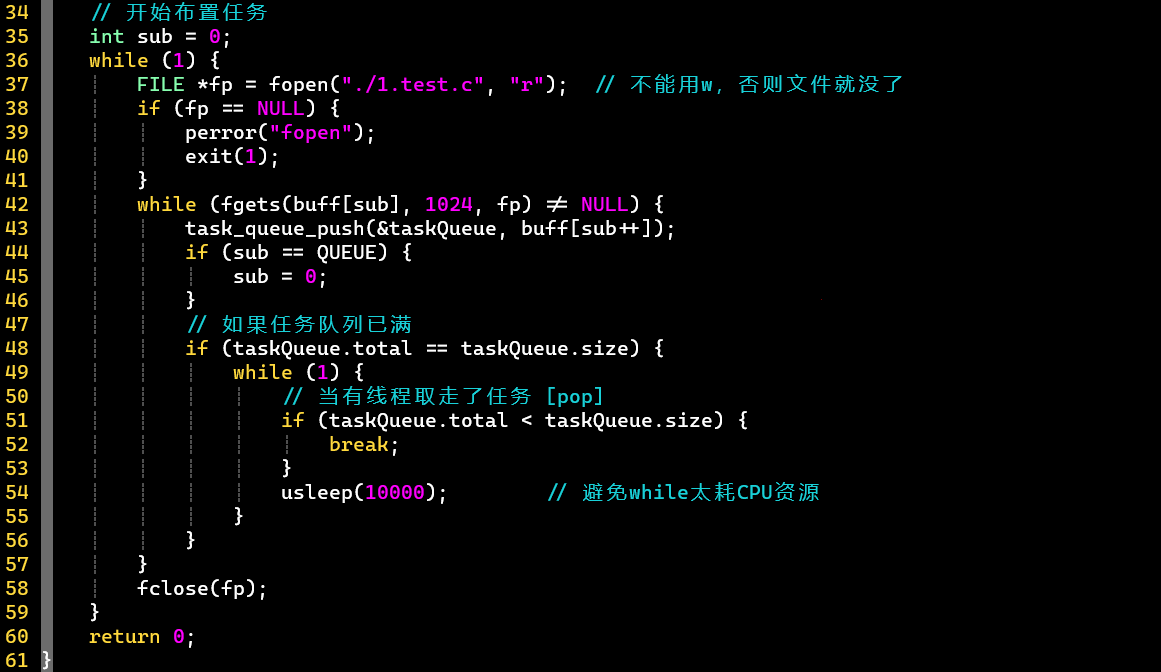 34 // 开始布置任务
35 int sub = 0;
36 while (1) {
37 FILE *fp = fopen("./1.test.c", "r"); // 不能用w，否则文件就没了
38 if (fp == NULL) {
39 perror("fopen");
40 exit(1);
41 }
42 while (fgets(buff[sub], 1024, fp) != NULL) {
43 task_queue_push(&taskQueue, buff[sub++]);
44 if (sub == QUEUE) {
45 sub = 0;
46 }
47 // 如果任务队列已满
48 if (taskQueue.total == taskQueue.size) {
49 while (1) {
50 // 当有线程取走了任务 [pop]
51 if (taskQueue.total < taskQueue.size) {
52 break;
53 }
54 usleep(10000); // 避免while太耗CPU资源
55 }
56 }
57 }
58 fclose(fp);
59 }
60 return 0;
61 }